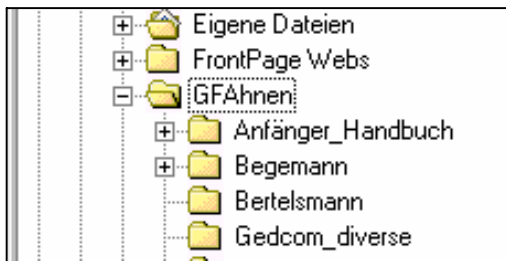 Eigene Dateien
FrontPage Webs
GFAhnen
Anfänger_Handbuch
Begemann
Bertelsmann
Gedcom_diverse